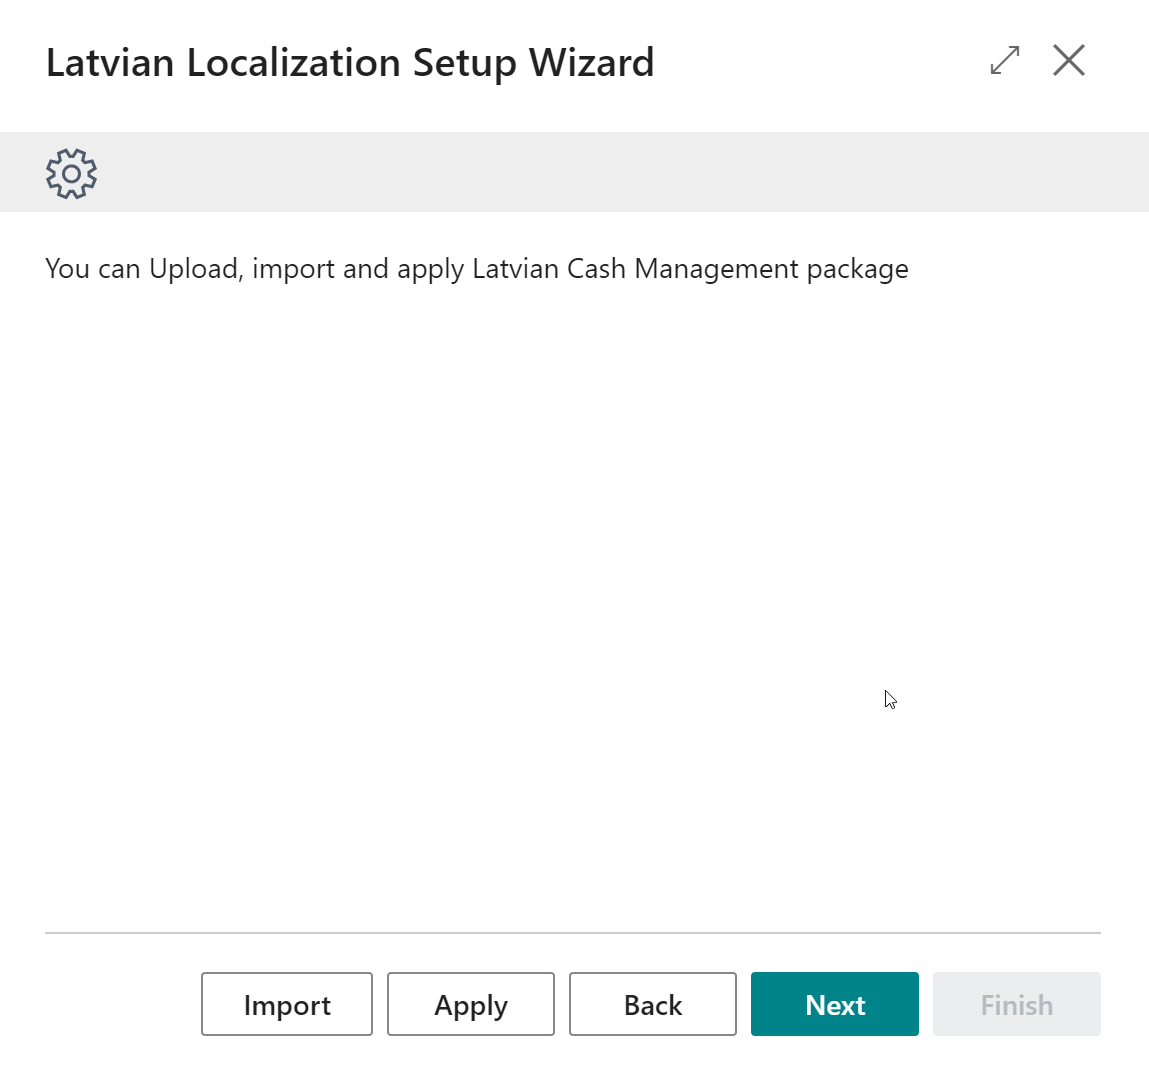 Latvian Localization Setup Wizard
You can Upload, import and apply Latvian Cash Management package
Import Apply Back Next Finish